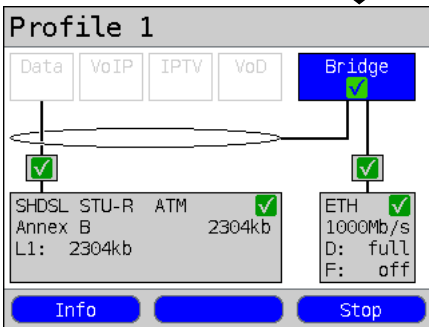 Profile 1
Data VoIP IPTV VoD Bridge
SHDSL STU-R ATM
Annex B 2304kb
L1: 2304kb
ETH
1000Mb/s
D: full
F: off
Info Stop